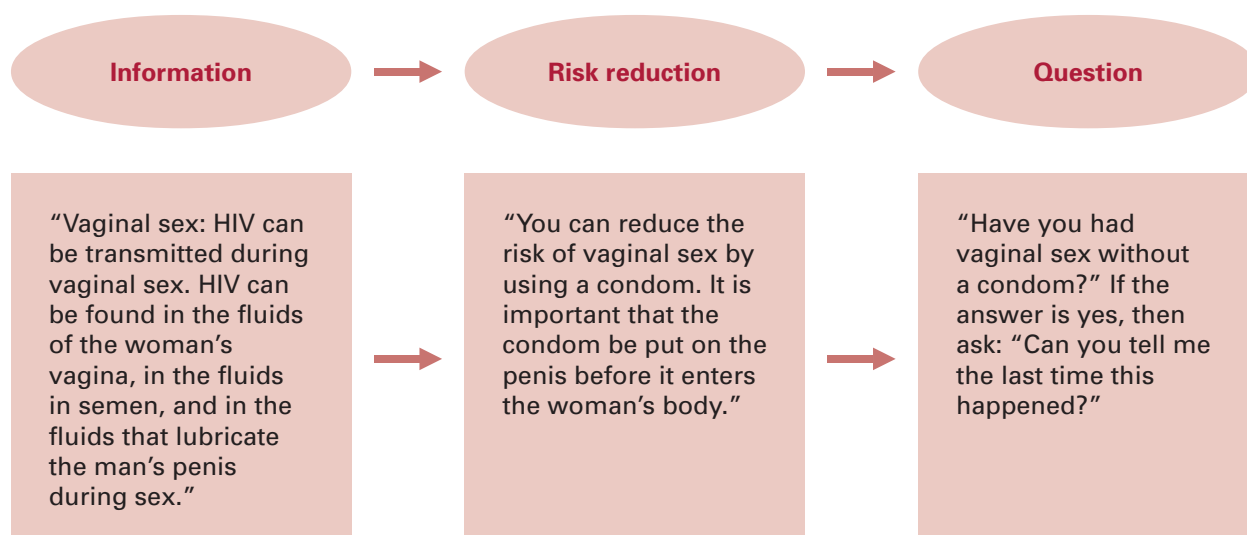 Information
Risk reduction
Question
“Vaginal sex: HIV can
be transmitted during
vaginal sex. HIV can
be found in the fluids
of the woman’s
vagina, in the fluids
in semen, and in the
fluids that lubricate
the man’s penis
during sex.”
“You can reduce the
risk of vaginal sex by
using a condom. It is
important that the
condom be put on the
penis before it enters
the woman’s body.”
“Have you had
vaginal sex without
a condom?” If the
answer is yes, then
ask: “Can you tell me
the last time this
happened?”